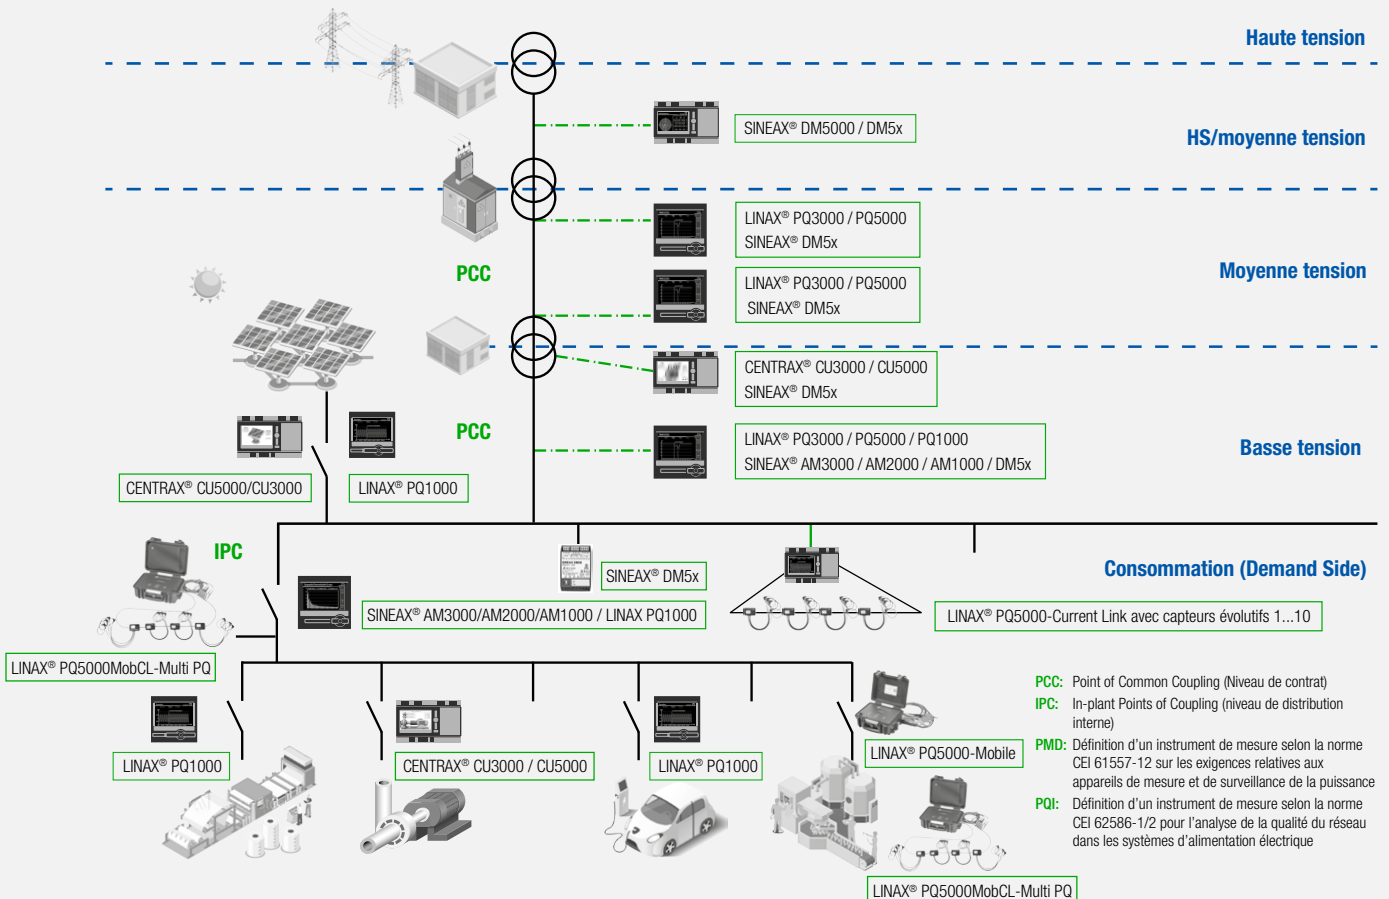 Haute tension
SINEAX® DM5000 / DM5x
HS/moyenne tension
LINAX® PQ3000 / PQ5000
SINEAX® DM5x
PCC
Moyenne tension
LINAX® PQ3000 / PQ5000
SINEAX® DM5x
CENTRAX® CU3000 / CU5000
SINEAX® DM5x
PCC
LINAX® PQ3000 / PQ5000 / PQ1000
SINEAX® AM3000 / AM2000 / AM1000 / DM5x
Basse tension
CENTRAX® CU5000/CU3000
LINAX® PQ1000
IPC
SINEAX® DM5x
Consommation (Demand Side)
SINEAX® AM3000/AM2000/AM1000 / LINAX PQ1000
LINAX® PQ5000-Current Link avec capteurs évolutifs 1...10
LINAX® PQ5000MobCL-Multi PQ
LINAX® PQ1000
CENTRAX® CU3000 / CU5000
LINAX® PQ1000
LINAX® PQ5000-Mobile
PCC: Point of Common Coupling (Niveau de contrat)
IPC: In-plant Points of Coupling (niveau de distribution
interne)
PMD: Définition d'un instrument de mesure selon la norme
CEI 61557-12 sur les exigences relatives aux
appareils de mesure et de surveillance de la puissance
PQI: Définition d'un instrument de mesure selon la norme
CEI 62586-1/2 pour l'analyse de la qualité du réseau
dans les systèmes d'alimentation électrique
LINAX® PQ5000MobCL-Multi PQ